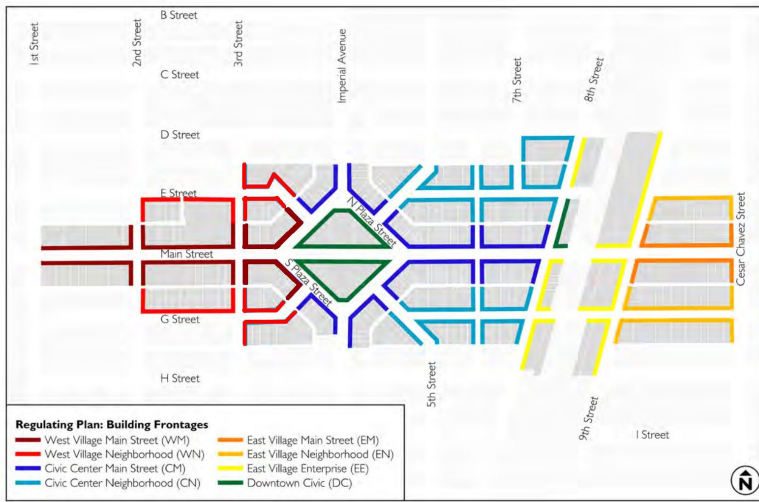 B Street
1st Street
2nd Street
3rd Street
Imperial Avenue
7th Street
8th Street
C Street
D Street
E Street
N Plaza Street
Main Street
S Plaza Street
Cesar Chavez Street
G Street
H Street
5th Street
9th Street
I Street
Regulating Plan: Building Frontages
West Village Main Street (WM)
West Village Neighborhood (WN)
Civic Center Main Street (CM)
Civic Center Neighborhood (CN)
East Village Main Street (EM)
East Village Neighborhood (EN)
East Village Enterprise (EE)
Downtown Civic (DC)
N